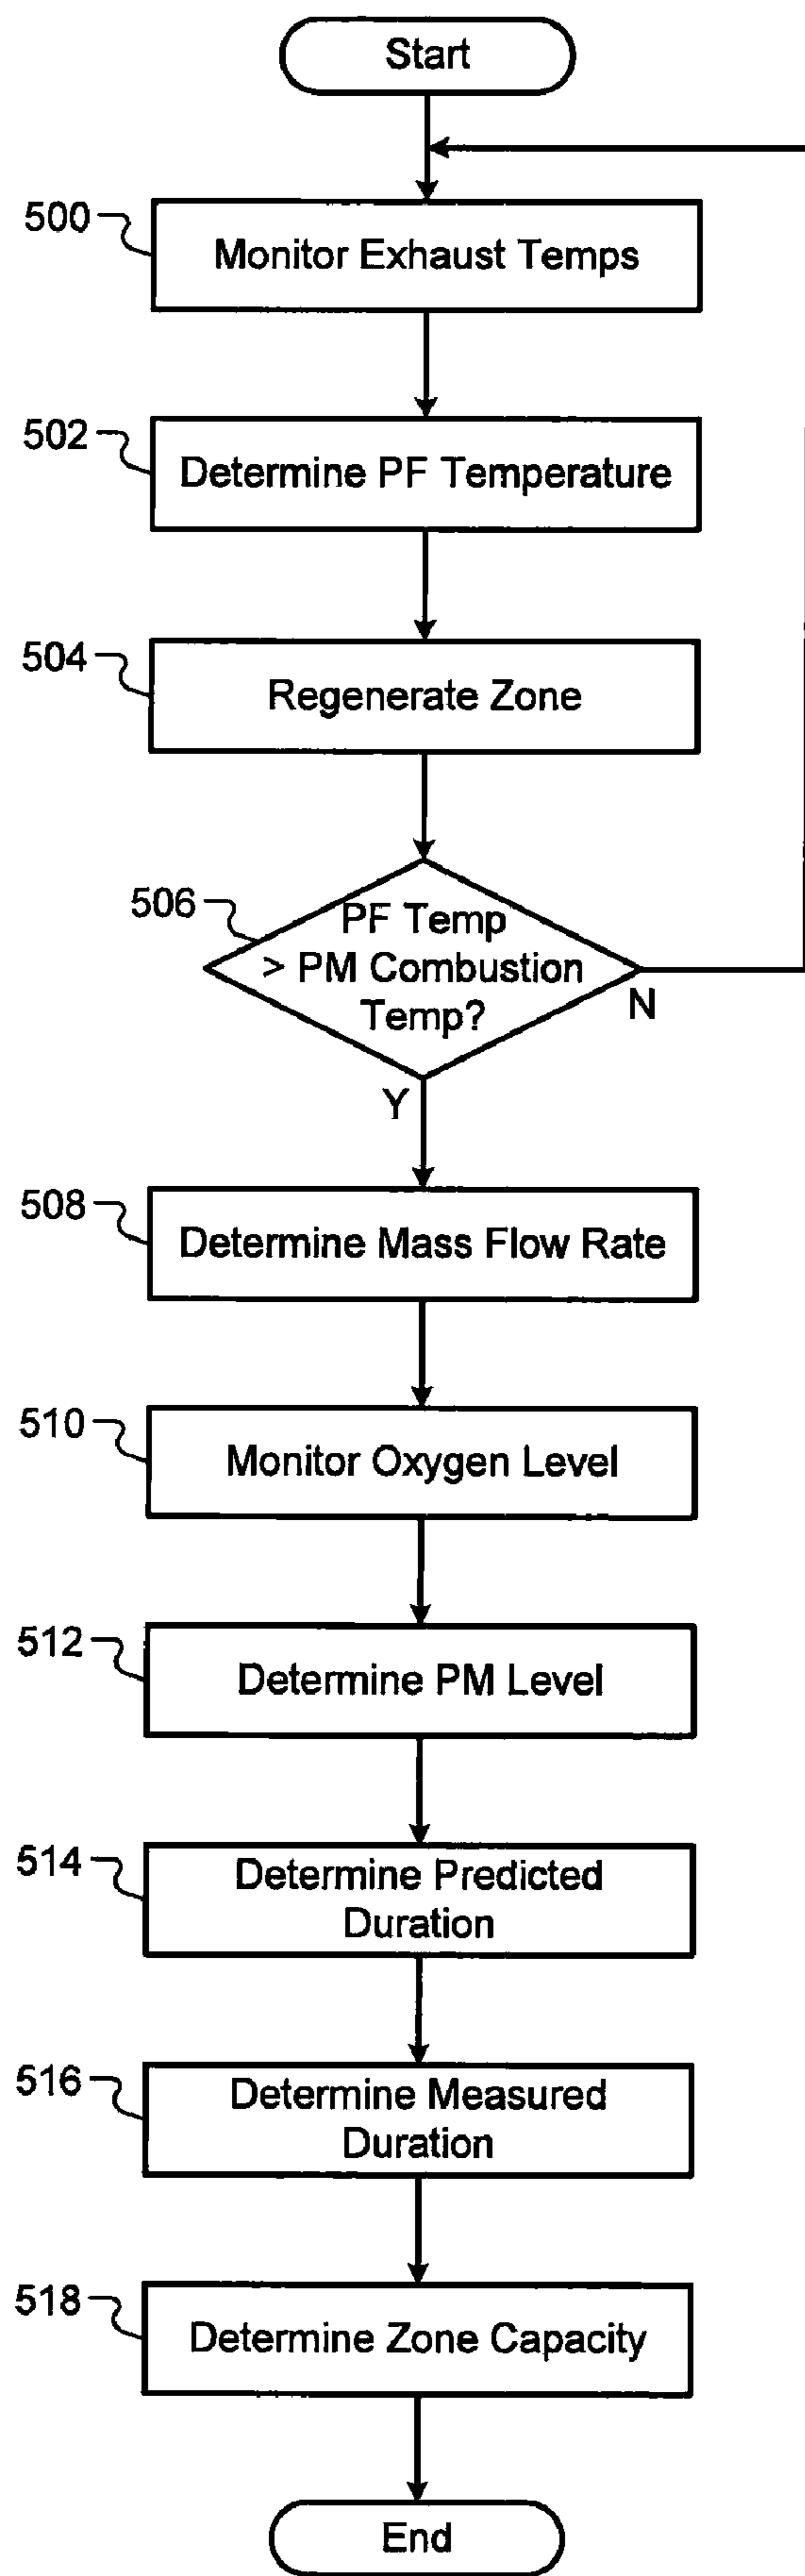 Start
500
Monitor Exhaust Temps
502
Determine PF Temperature
504
Regenerate Zone
506
PF Temp
> PM Combustion
Temp?
N
Y
508
Determine Mass Flow Rate
510
Monitor Oxygen Level
512
Determine PM Level
514
Determine Predicted
Duration
516
Determine Measured
Duration
518
Determine Zone Capacity
End